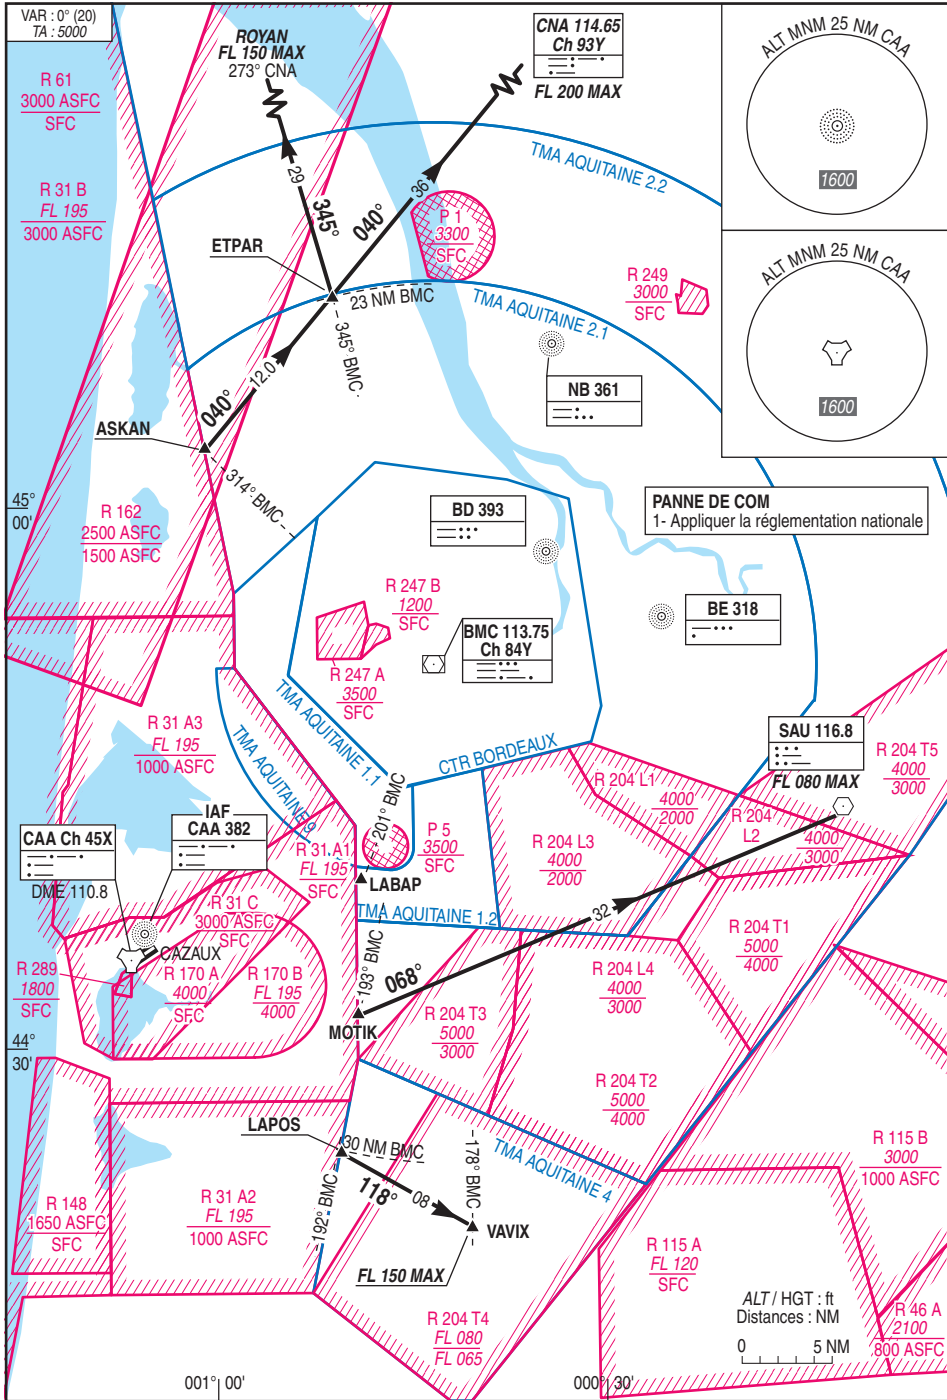 VAR : 0° (20)
TA : 5000
ROYAN
FL 150 MAX
273° CNA
CNA 114.65
Ch 93Y
FL 200 MAX
ALT MNM 25 NM CAA
1600
R 61
3000 ASFC
SFC
TMA AQUITAINE 2.2
29
345°
040°
36
R 31 B
FL 195
3000 ASFC
P 1
3300
SFC
ETPAR
23 NM BMC
TMA AQUITAINE 2.1
R 249
3000
SFC
ALT MNM 25 NM CAA
1600
345° BMC
12.0
040°
NB 361
ASKAN
314° BMC
45°
00'
R 162
2500 ASFC
1500 ASFC
BD 393
PANNE DE COM
1- Appliquer la réglementation nationale
R 247 B
1200
SFC
BE 318
BMC 113.75
Ch 84Y
R 247 A
3500
SFC
TMA AQUITAINE 1.1
R 31 A3
FL 195
1000 ASFC
TMA AQUITAINE 9
CTR BORDEAUX
SAU 116.8
FL 080 MAX
R 204 T5
4000
3000
R 204 L1
4000
2000
201° BMC
IAF
CAA 382
CAA Ch 45X
DME 110.8
R 31 A1
FL 195
SFC
P 5
3500
SFC
R 204 L3
4000
2000
R 204
L2
4000
3000
LABAP
R 31 C
3000 ASFC
SFC
TMA AQUITAINE 1.2
32
R 204 T1
5000
4000
CAZAUX
R 289
1800
SFC
R 170 A
4000
SFC
R 170 B
FL 195
4000
193° BMC
068°
R 204 L4
4000
3000
MOTIK
R 204 T3
5000
3000
44°
30'
R 204 T2
5000
4000
LAPOS
30 NM BMC
178° BMC
TMA AQUITAINE 4
R 115 B
3000
1000 ASFC
R 148
1650 ASFC
SFC
R 31 A2
FL 195
1000 ASFC
192° BMC
118°
08
VAVIX
FL 150 MAX
R 115 A
FL 120
SFC
ALT / HGT : ft
Distances : NM
0 5 NM
R 46 A
2100
800 ASFC
R 204 T4
FL 080
FL 065
001° 00'
000° 30'